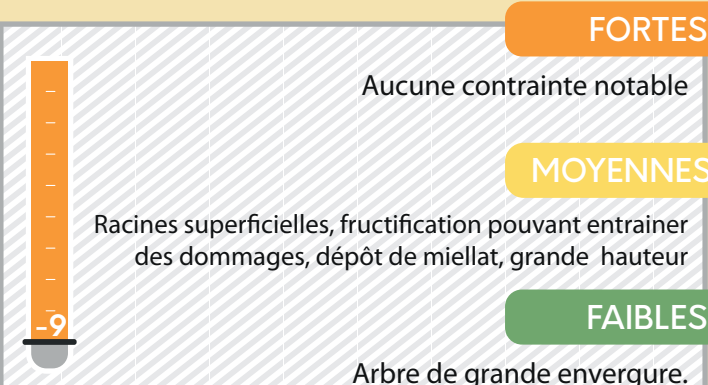 FORTES
Aucune contrainte notable
MOYENNES
Racines superficielles, fructification pouvant entrainer
des dommages, dépôt de miellat, grande hauteur
-9
FAIBLES
Arbre de grande envergure.